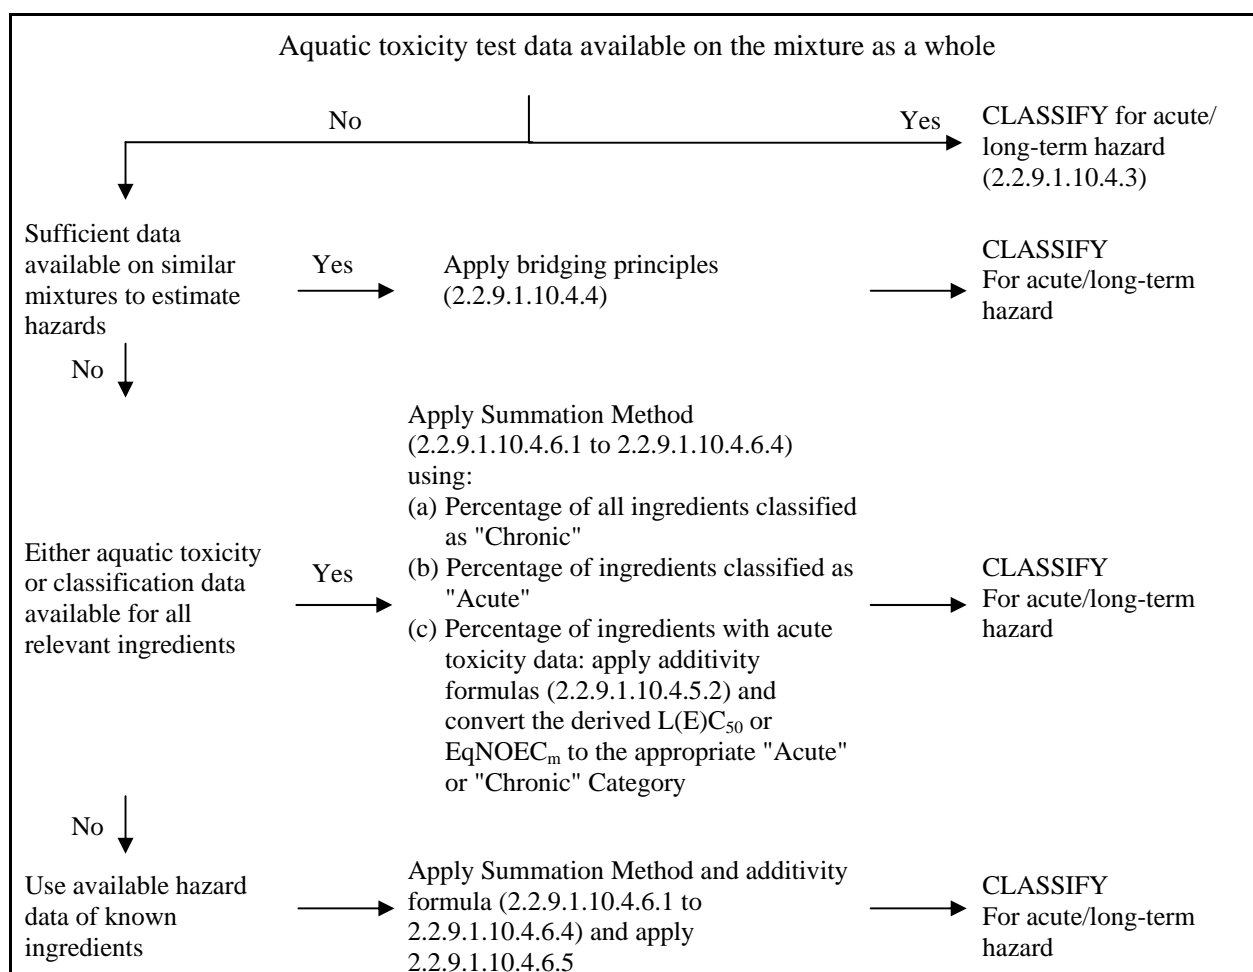 Aquatic toxicity test data available on the mixture as a whole
No
Yes
CLASSIFY for acute/
long-term hazard
(2.2.9.1.10.4.3)
Sufficient data
available on similar
mixtures to estimate
hazards
Yes
Apply bridging principles
(2.2.9.1.10.4.4)
CLASSIFY
For acute/long-term
hazard
No
Either aquatic toxicity
or classification data
available for all
relevant ingredients
Yes
Apply Summation Method
(2.2.9.1.10.4.6.1 to 2.2.9.1.10.4.6.4)
using:
(a) Percentage of all ingredients classified
as "Chronic"
(b) Percentage of ingredients classified as
"Acute"
(c) Percentage of ingredients with acute
toxicity data: apply additivity
formulas (2.2.9.1.10.4.5.2) and
convert the derived L(E)C₅₀ or
EqNOECₘ to the appropriate "Acute"
or "Chronic" Category
CLASSIFY
For acute/long-term
hazard
No
Use available hazard
data of known
ingredients
Apply Summation Method and additivity
formula (2.2.9.1.10.4.6.1 to
2.2.9.1.10.4.6.4) and apply
2.2.9.1.10.4.6.5
CLASSIFY
For acute/long-term
hazard